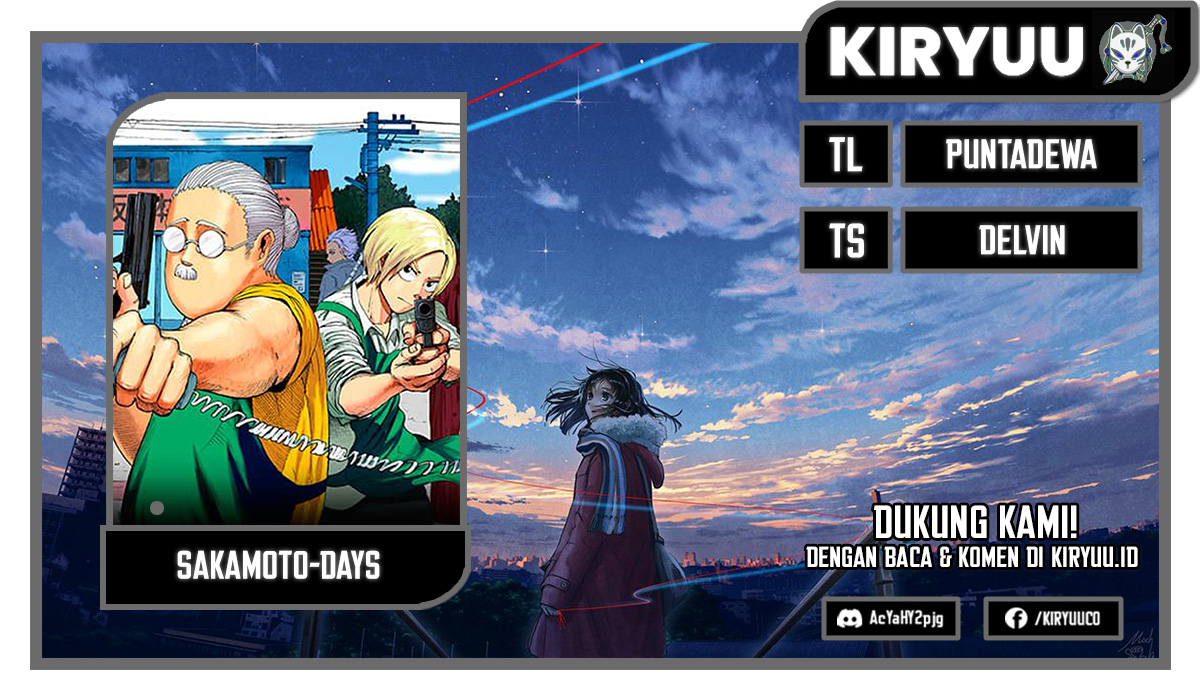 KIRYUU
TL
PUNTADEWA
TS
DELVIN
SAKAMOTO-DAYS
DUKUNG KAMI!
DENGAN BACA & KOMEN DI KIRYUU.ID
AcYaHY2pjg
/KIRYUUCO